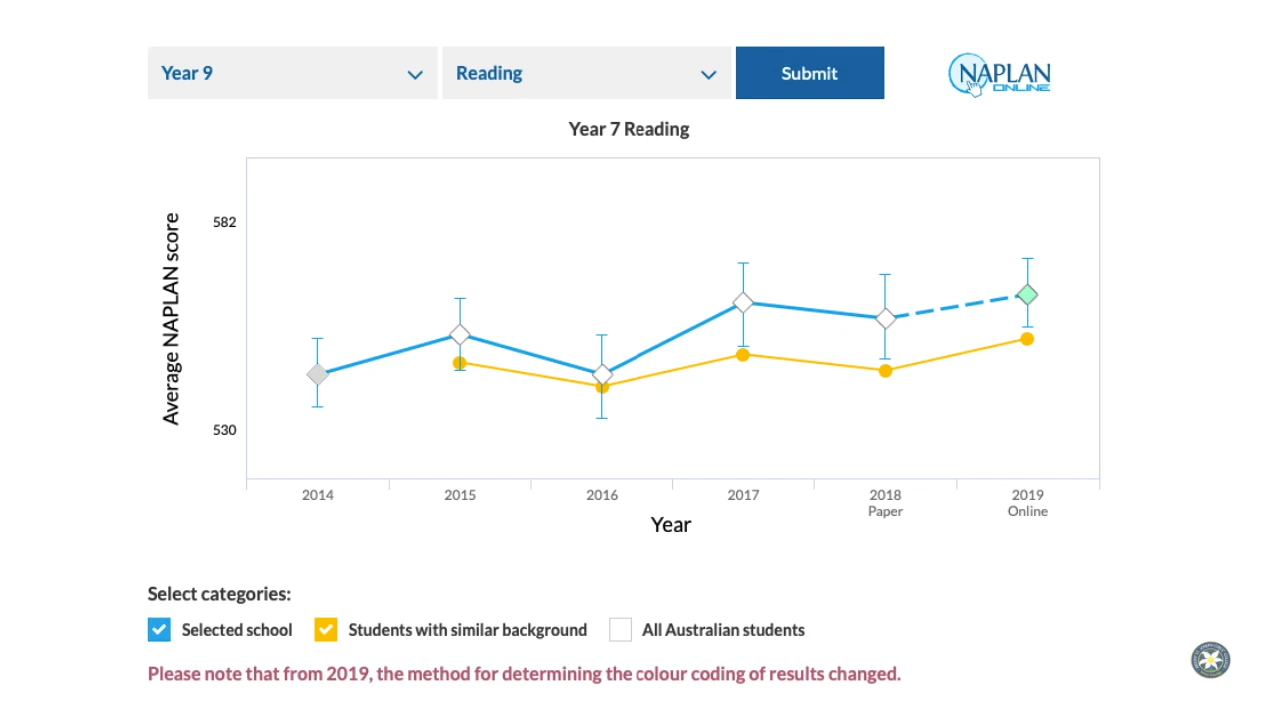 Year 9
Reading
Submit
NAPLAN
ONLINE
Year 7 Reading
Average NAPLAN score
582
530
2014
2015
2016
2017
2018
Paper
2019
Online
Year
Select categories:
Selected school
Students with similar background
All Australian students
Please note that from 2019, the method for determining the colour coding of results changed.